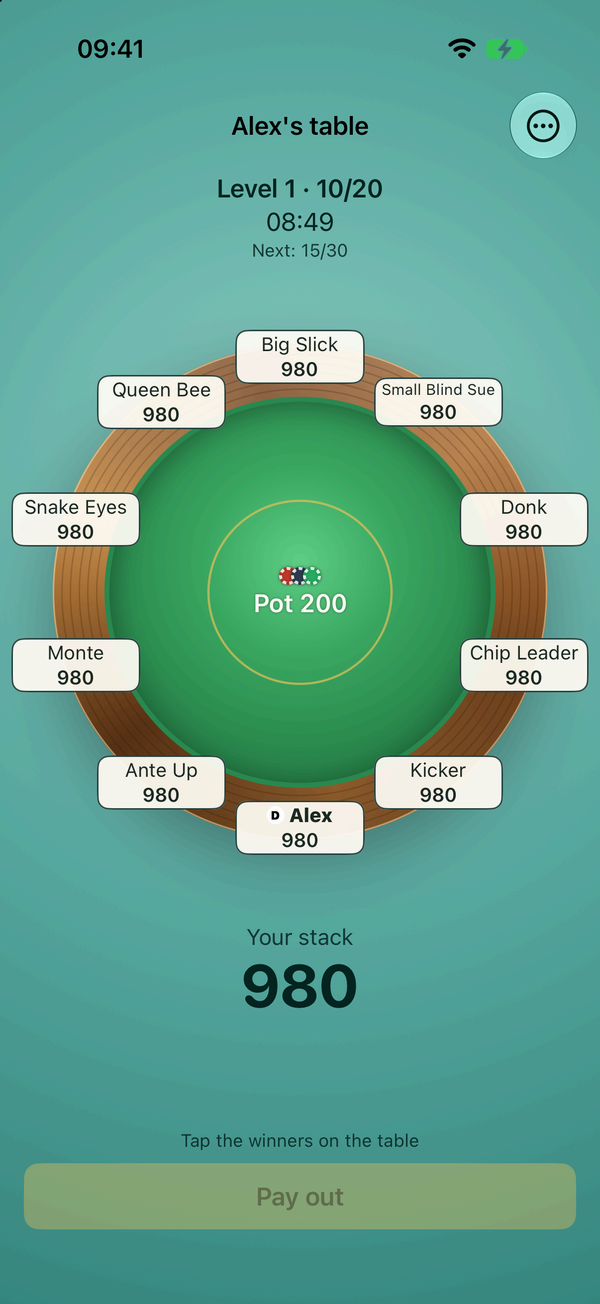 09:41
Alex's table
Level 1 · 10/20
08:49
Next: 15/30
Big Slick
980
Queen Bee
980
Small Blind Sue
980
Snake Eyes
980
Donk
980
Pot 200
Monte
980
Chip Leader
980
Ante Up
980
Kicker
980
D Alex
980
Your stack
980
Tap the winners on the table
Pay out